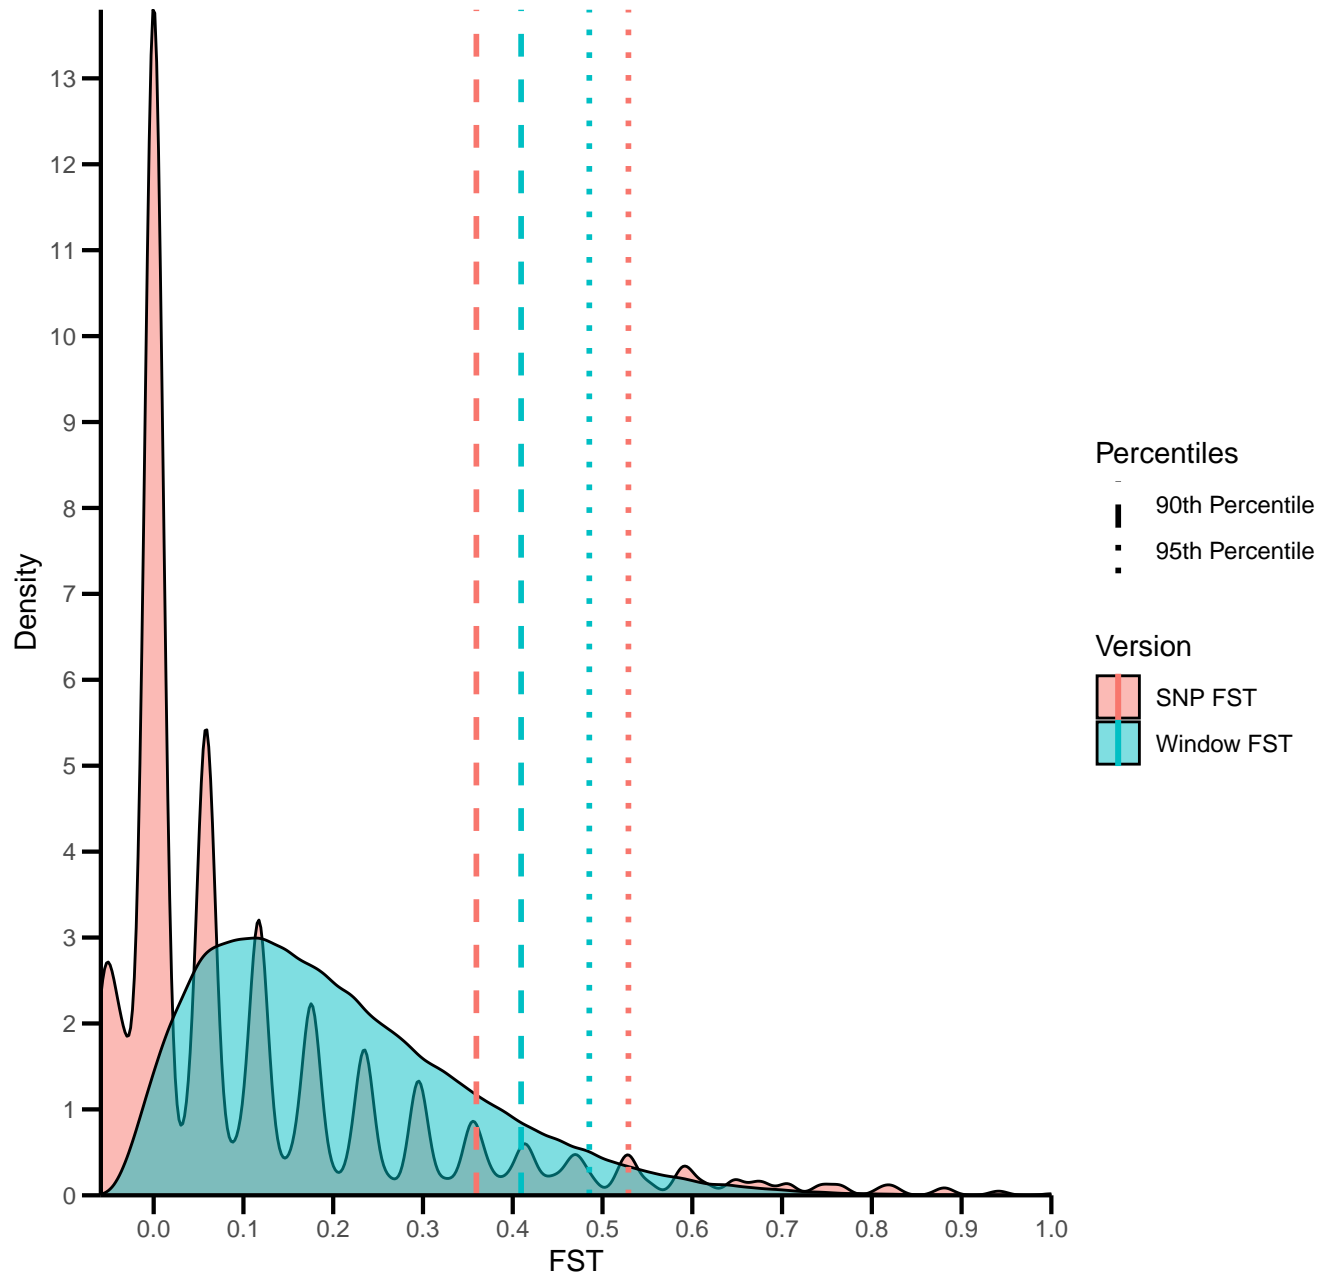 13
12
11
10
9
8
7
6
5
4
3
2
1
0
Density
0.0 0.1 0.2 0.3 0.4 0.5 0.6 0.7 0.8 0.9 1.0
FST
Percentiles
90th Percentile
95th Percentile
Version
SNP FST
Window FST